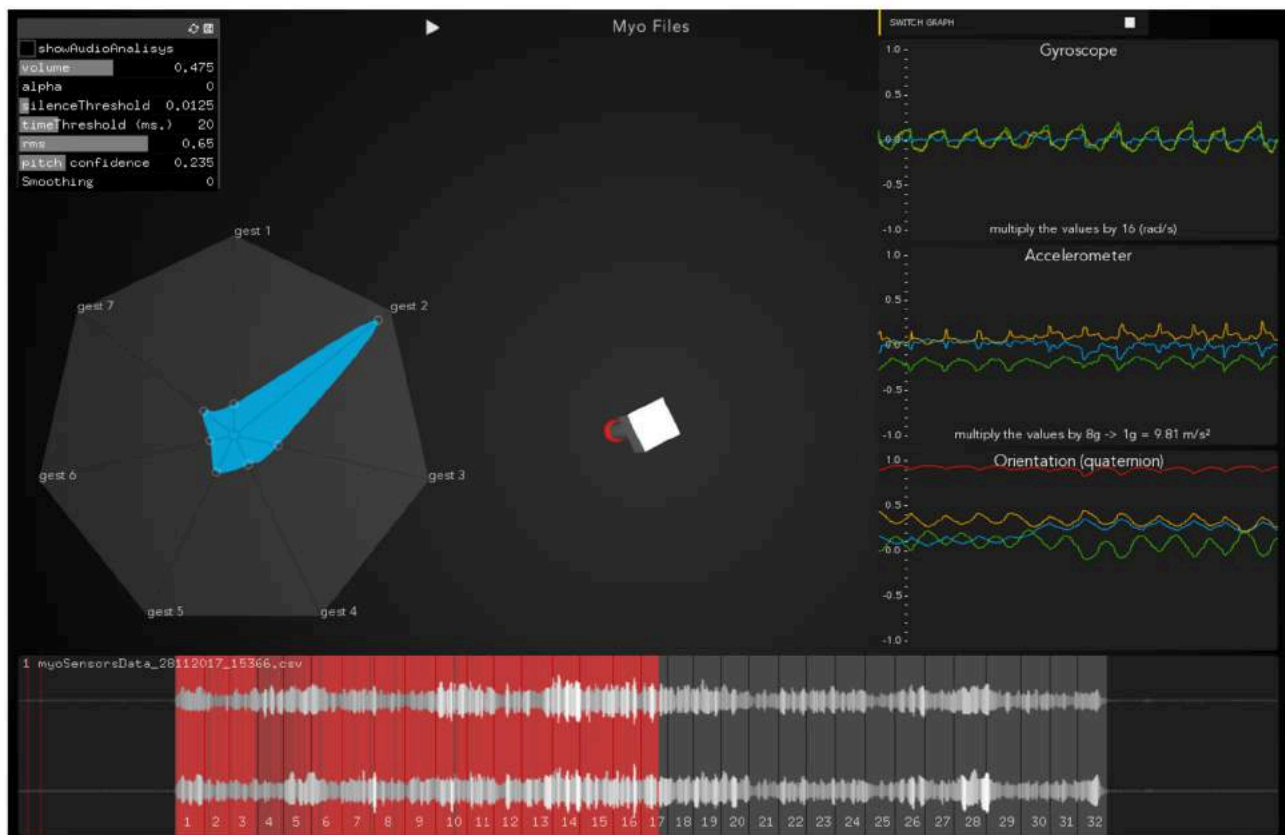 showAudioAnalisys
volume 0.475
alpha 0
silenceThreshold 0.0125
timeThreshold (ms.) 20
rms 0.65
pitch confidence 0.235
Smoothing 0
Myo Files
SWITCH GRAPH
1.0
0.5
0.0
-0.5
-1.0
Gyroscope
multiply the values by 16 (rad/s)
1.0
0.5
0.0
-0.5
-1.0
Accelerometer
multiply the values by 8g -> 1g = 9.81 m/s²
1.0
0.5
0.0
-0.5
-1.0
Orientation (quaternion)
gest 1
gest 2
gest 3
gest 4
gest 5
gest 6
gest 7
1 myoSensorsData_28112017_15366.csv
1 2 3 4 5 6 7 8 9 10 11 12 13 14 15 16 17 18 19 20 21 22 23 24 25 26 27 28 29 30 31 32